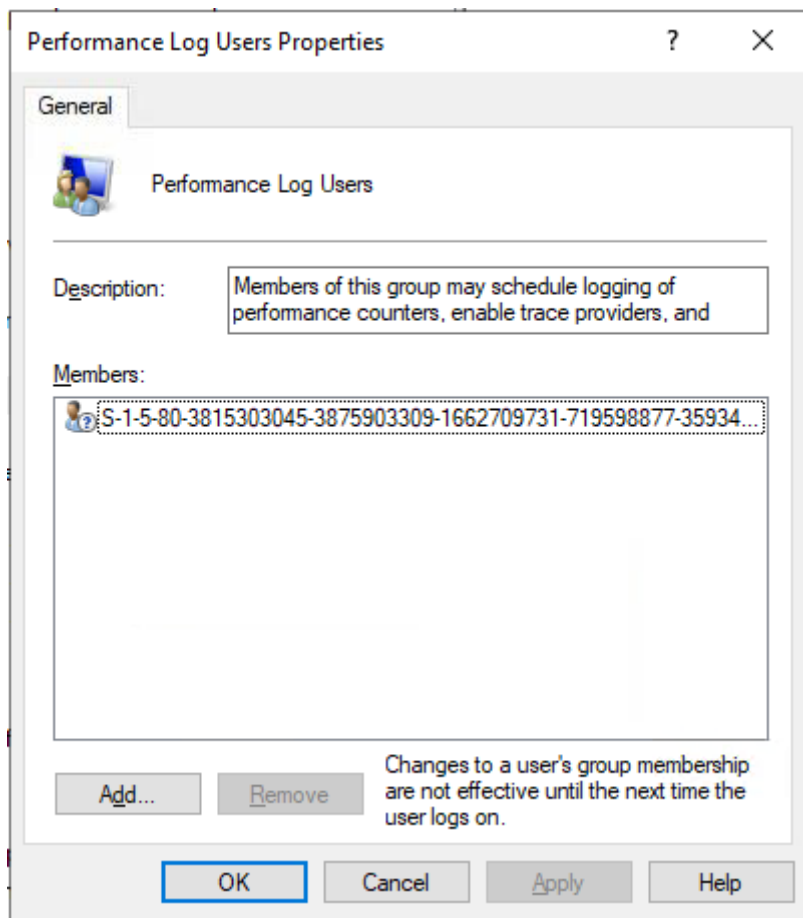 Performance Log Users Properties
?
General
Performance Log Users
Description:
Members of this group may schedule logging of
performance counters, enable trace providers, and
Members:
S-1-5-80-3815303045-3875903309-1662709731-719598877-35934...
Add...
Remove
Changes to a user's group membership
are not effective until the next time the
user logs on.
OK
Cancel
Apply
Help